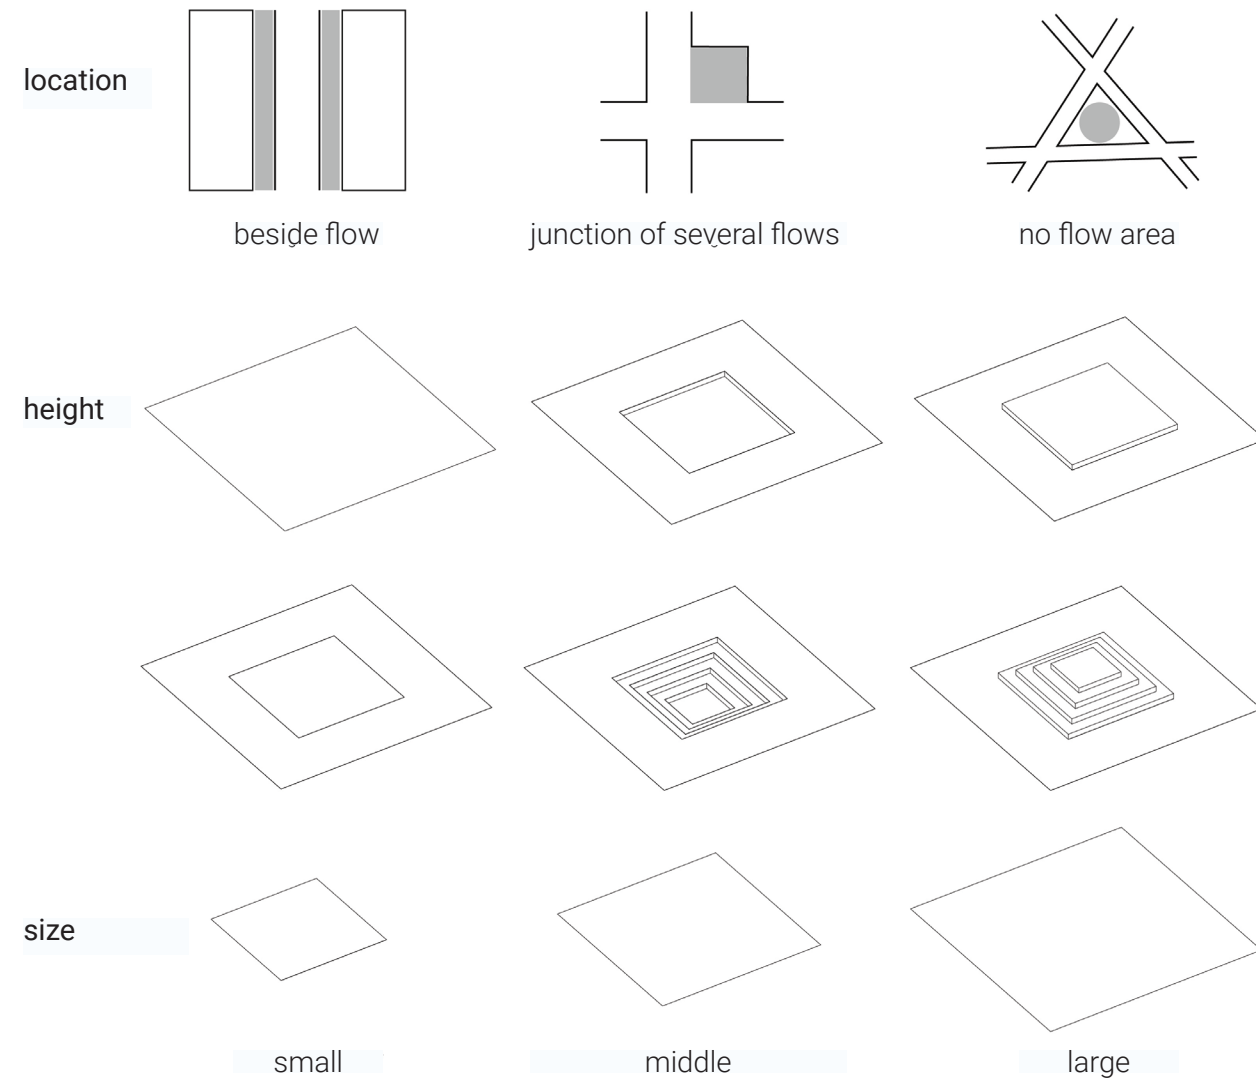 location
beside flow
junction of several flows
no flow area
height
size
small
middle
large